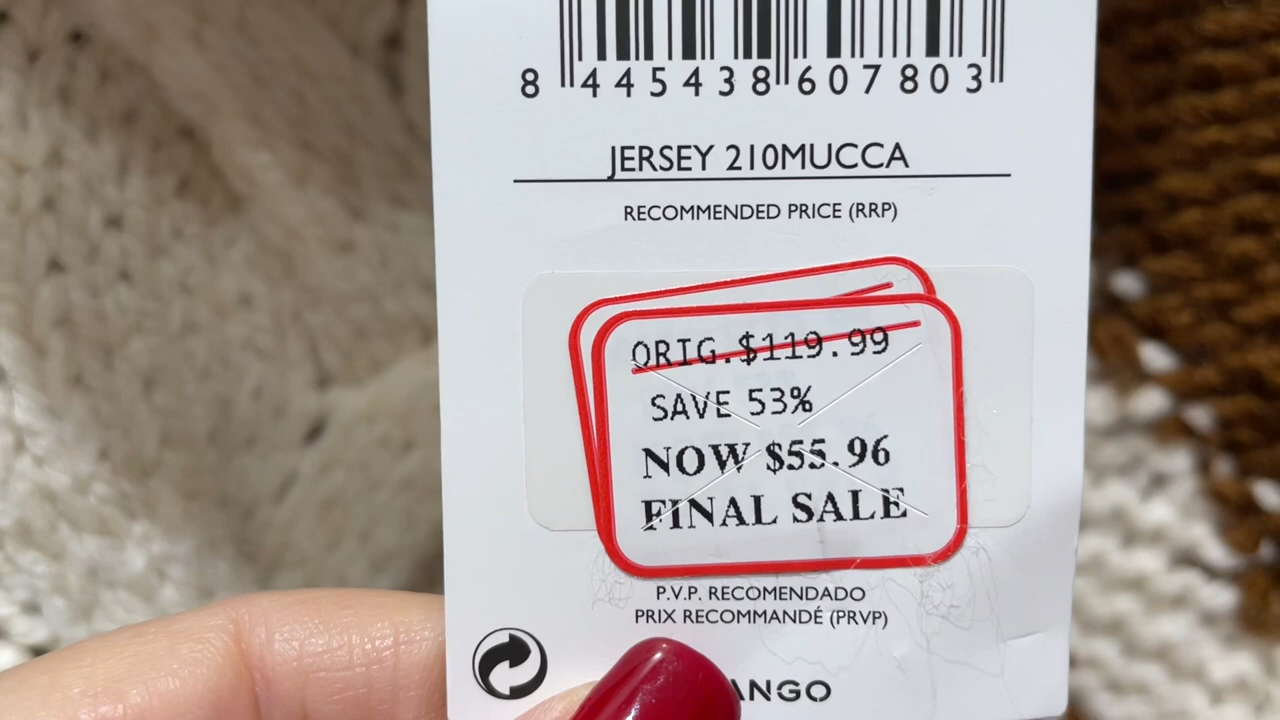 8 445438 607803
JERSEY 210MUCCA
RECOMMENDED PRICE (RRP)
ORIG.$119.99
SAVE 53%
NOW $55.96
FINAL SALE
P.V.P. RECOMENDADO
PRIX RECOMMANDÉ (PRVP)